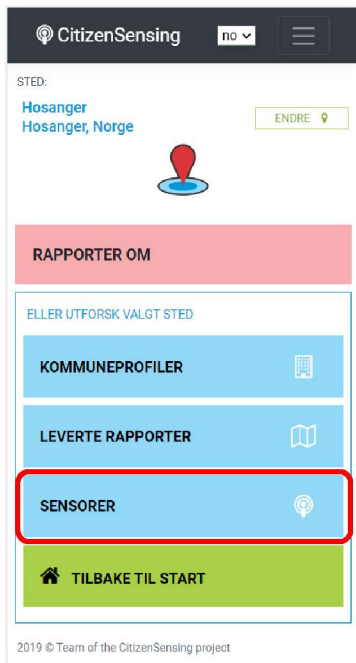 CitizenSensing
no
STED:
Hosanger
Hosanger, Norge
ENDRE
RAPPORTER OM
ELLER UTFORSK VALGT STED
KOMMUNEPROFILER
LEVERTE RAPPORTER
SENSORER
TILBAKE TIL START
2019 © Team of the CitizenSensing project